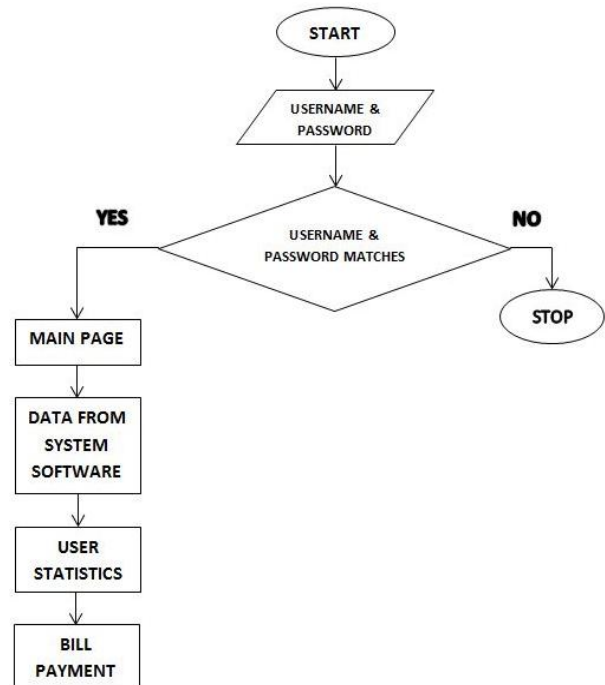 START
USERNAME &
PASSWORD
YES
NO
USERNAME &
PASSWORD MATCHES
STOP
MAIN PAGE
DATA FROM
SYSTEM
SOFTWARE
USER
STATISTICS
BILL
PAYMENT